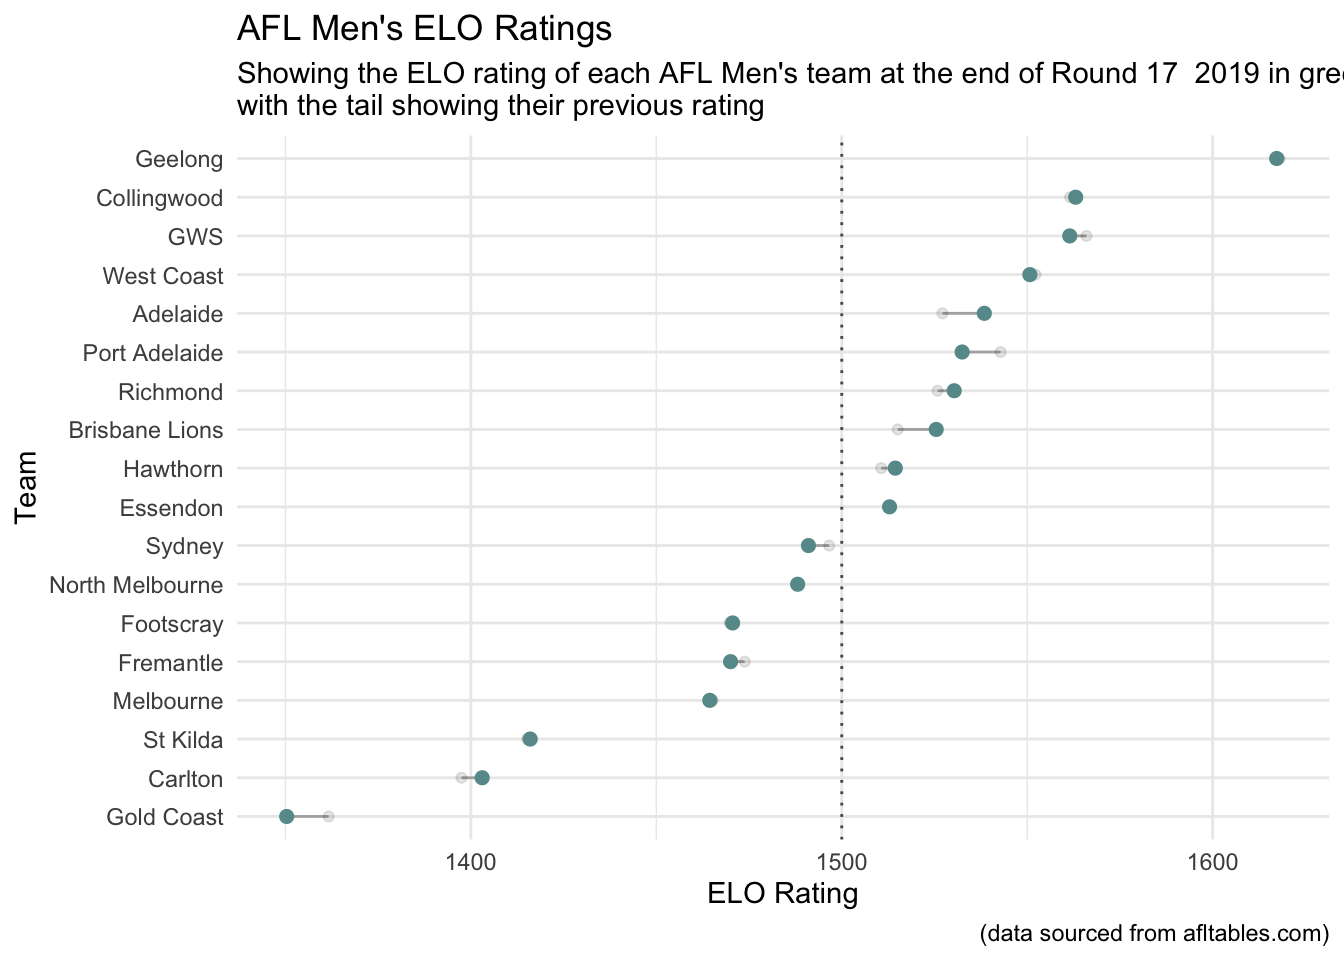 AFL Men's ELO Ratings
Showing the ELO rating of each AFL Men's team at the end of Round 17  2019 in
with the tail showing their previous rating
Geelong
Collingwood
GWS
West Coast
Adelaide
Port Adelaide
Richmond
Brisbane Lions
Hawthorn
Essendon
Sydney
North Melbourne
Footscray
Fremantle
Melbourne
St Kilda
Carlton
Gold Coast
Team
1400
1500
1600
ELO Rating
(data sourced from afltables.com)